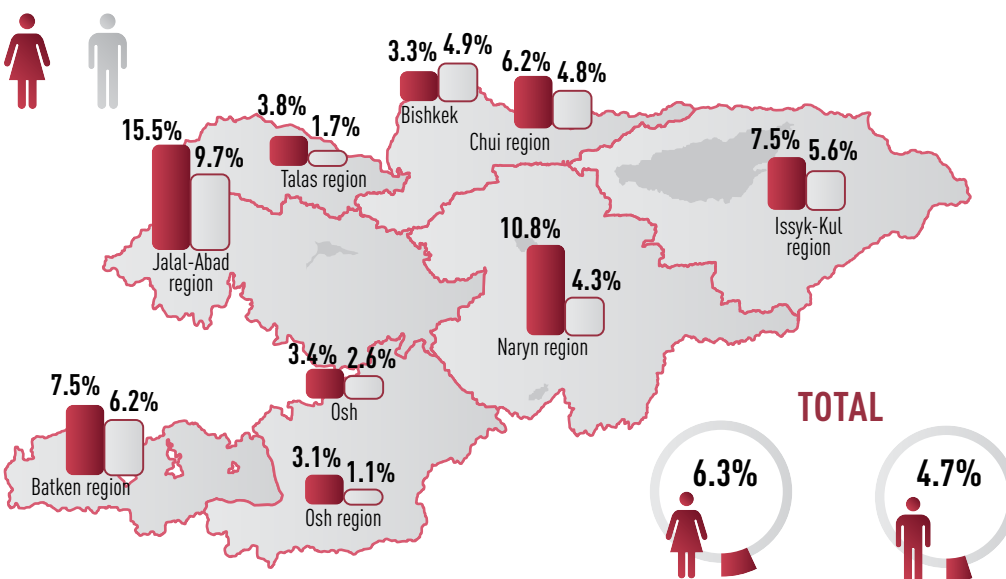 3.3% 4.9%
Bishkek
6.2% 4.8%
Chui region
3.8% 1.7%
Talas region
15.5% 9.7%
Jalal-Abad
region
7.5% 5.6%
Issyk-Kul
region
10.8% 4.3%
Naryn region
3.4% 2.6%
Osh
7.5% 6.2%
Batken region
3.1% 1.1%
Osh region
TOTAL
6.3% 4.7%